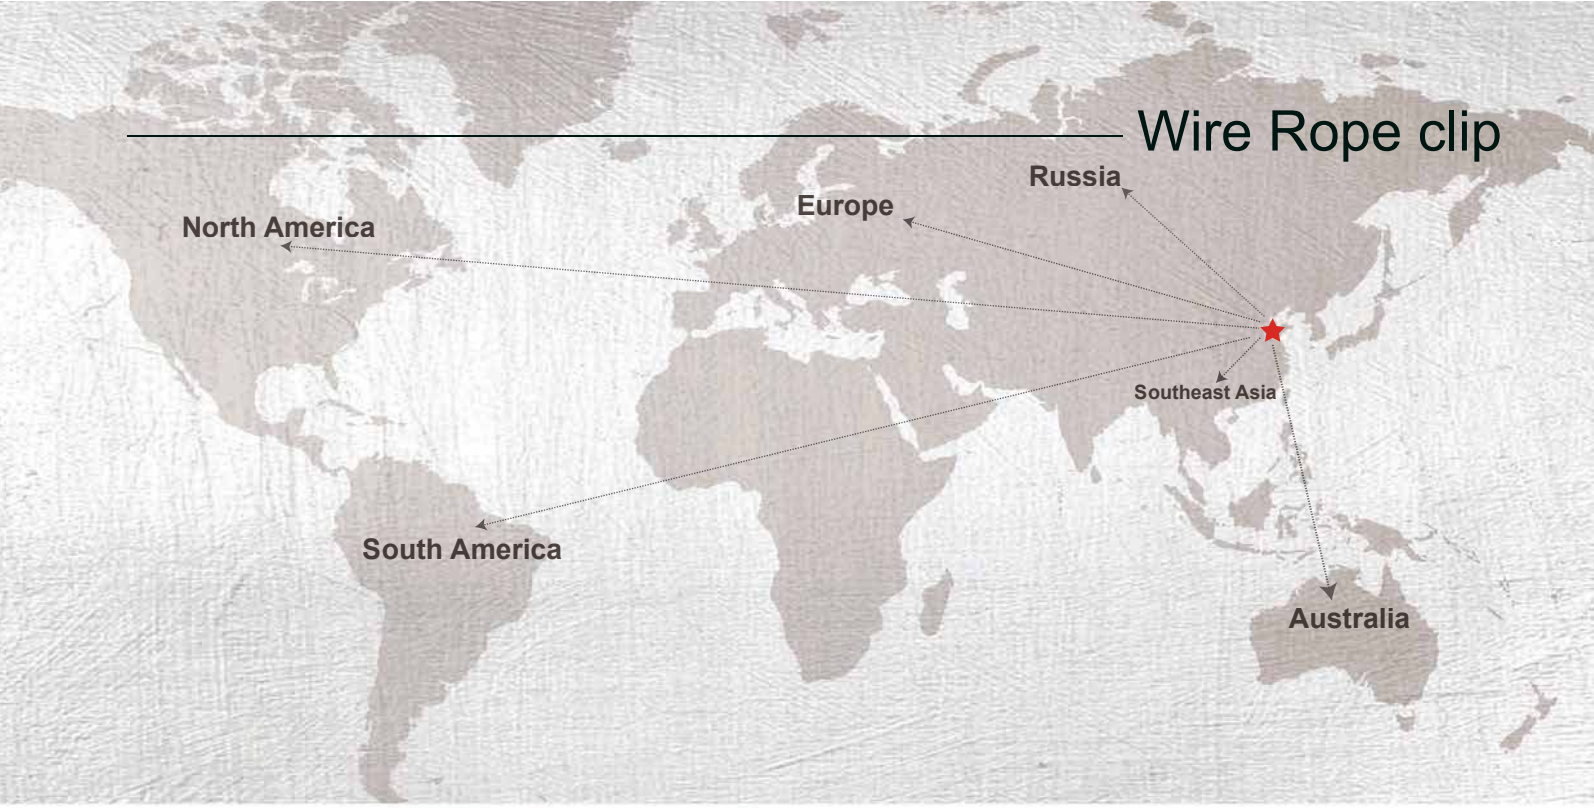 Wire Rope clip
Russia
Europe
North America
Southeast Asia
South America
Australia